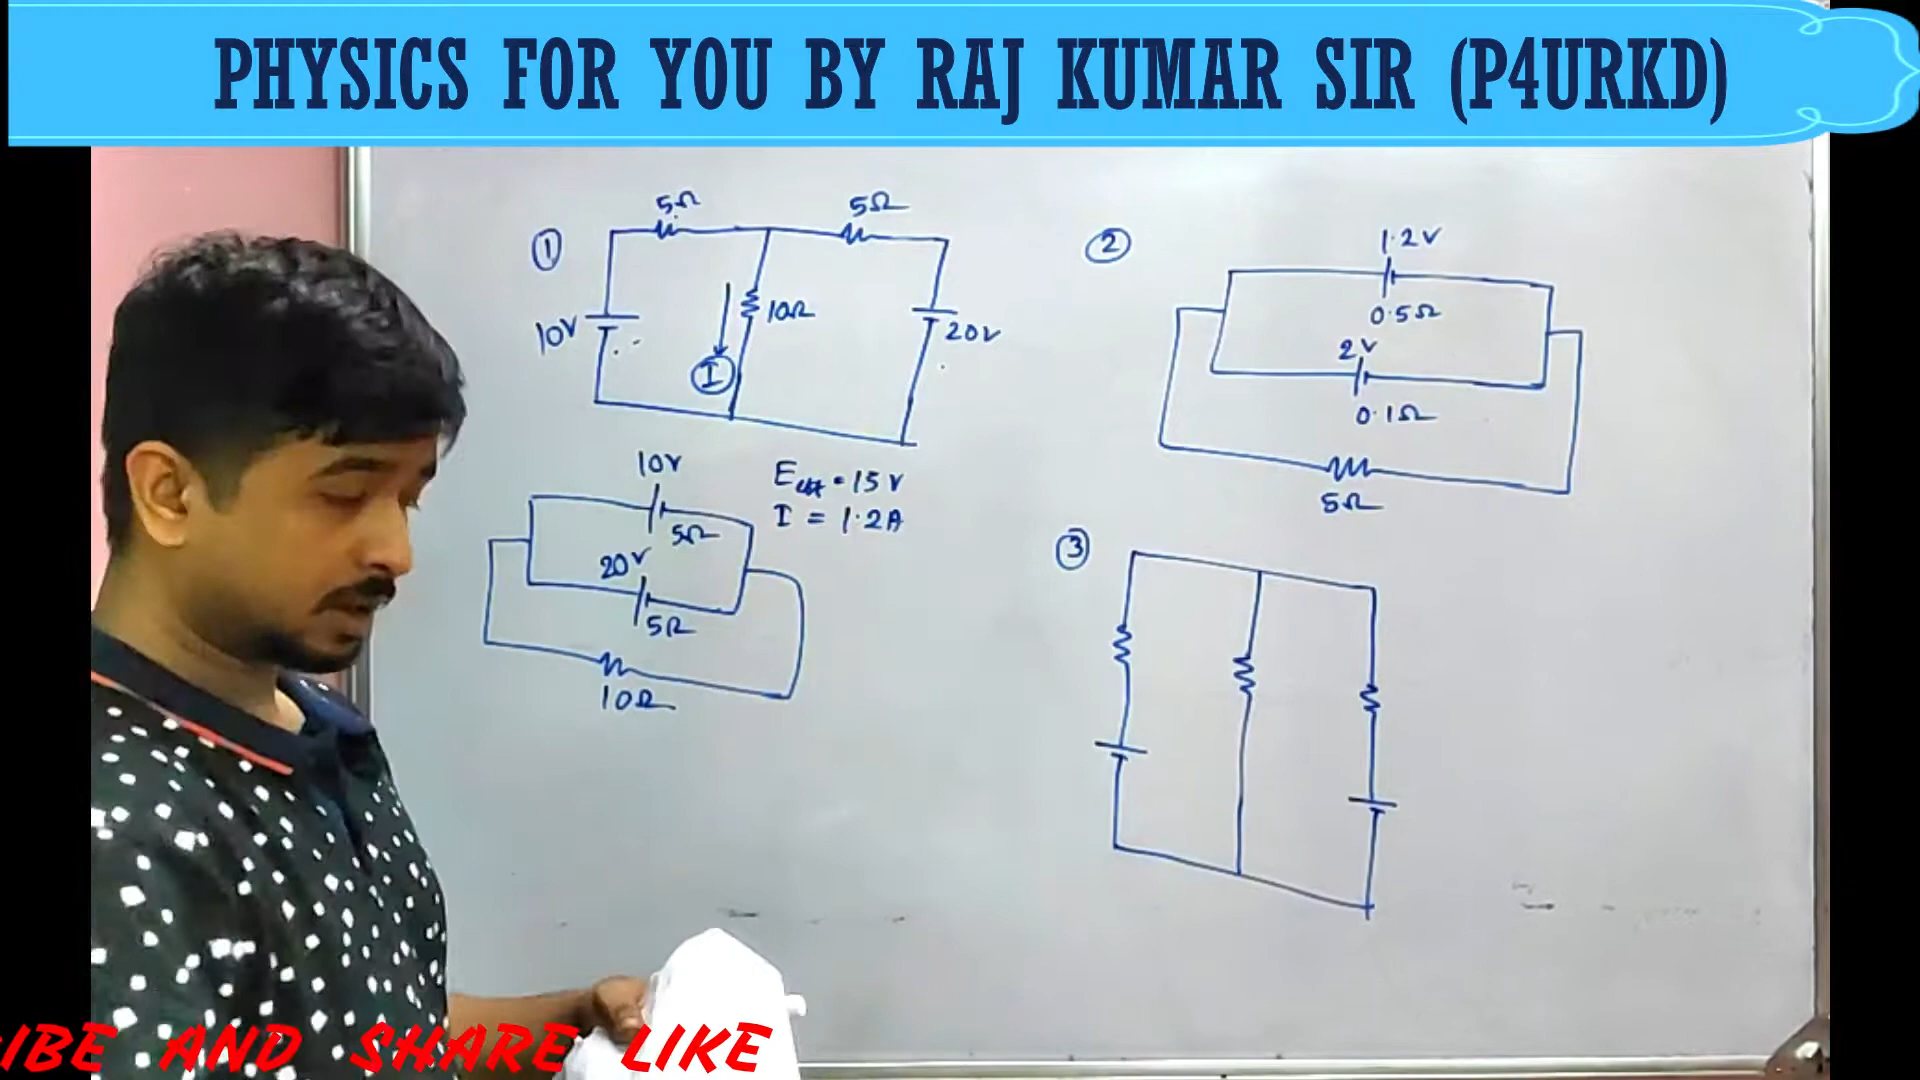 PHYSICS FOR YOU BY RAJ KUMAR SIR (P4URKD)
①
5Ω
5Ω
10V
10Ω
I
20V
10V
5Ω
20V
5Ω
10Ω
Eeff = 15 V
I = 1.2A
②
1.2V
0.5Ω
2V
0.1Ω
5Ω
③
IBE AND SHARE LIKE